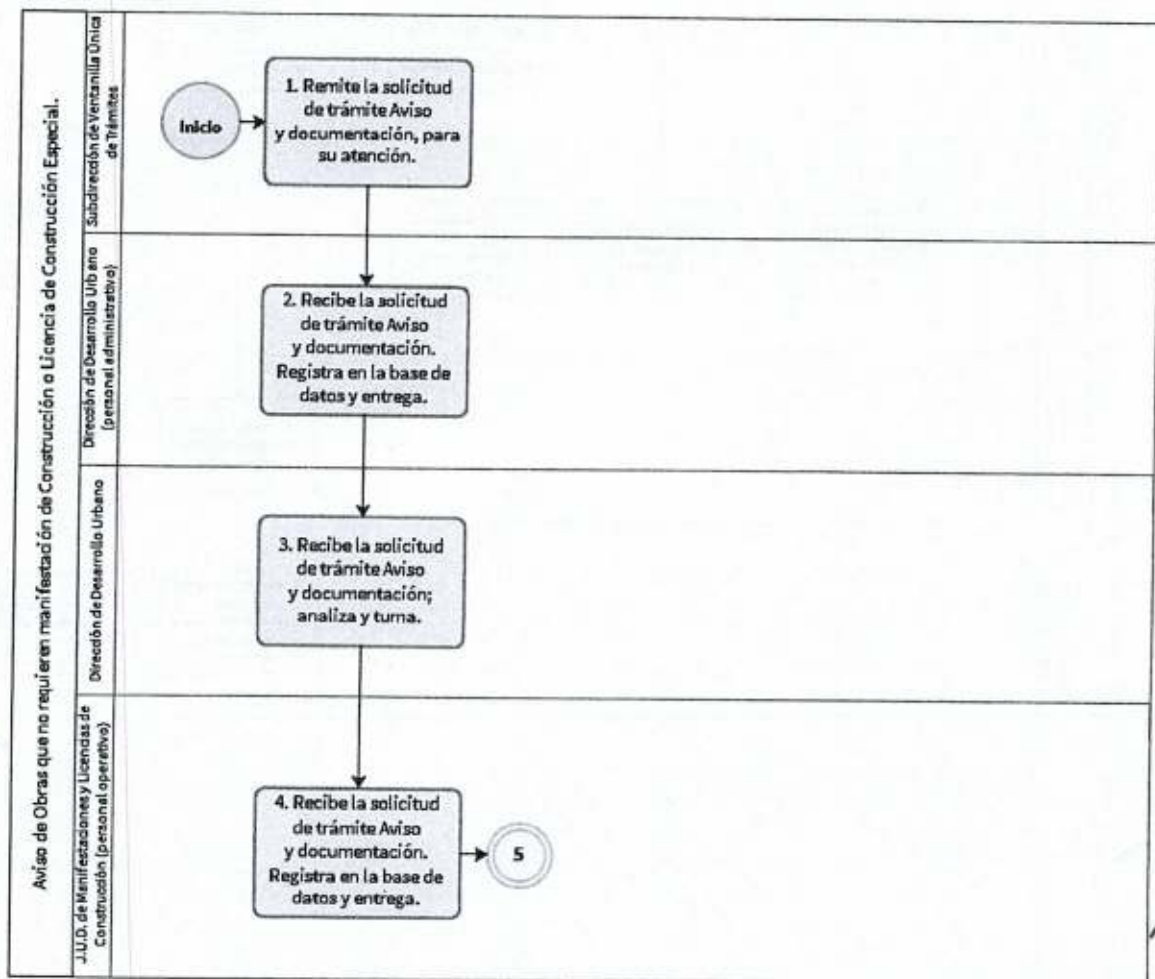 Aviso de Obras que no requieren manifestación de Construcción o Licencia de Construcción Especial.
Subdirección de Ventanilla Única
de Trámites
Inicio
1. Remite la solicitud
de trámite Aviso
y documentación, para
su atención.
Dirección de Desarrollo Urbano
(personal administrativo)
2. Recibe la solicitud
de trámite Aviso
y documentación.
Registra en la base de
datos y entrega.
Dirección de Desarrollo Urbano
3. Recibe la solicitud
de trámite Aviso
y documentación;
analiza y turna.
J.U.D. de Manifestaciones y Licencias de
Construcción (personal operativo)
4. Recibe la solicitud
de trámite Aviso
y documentación.
Registra en la base de
datos y entrega.
5